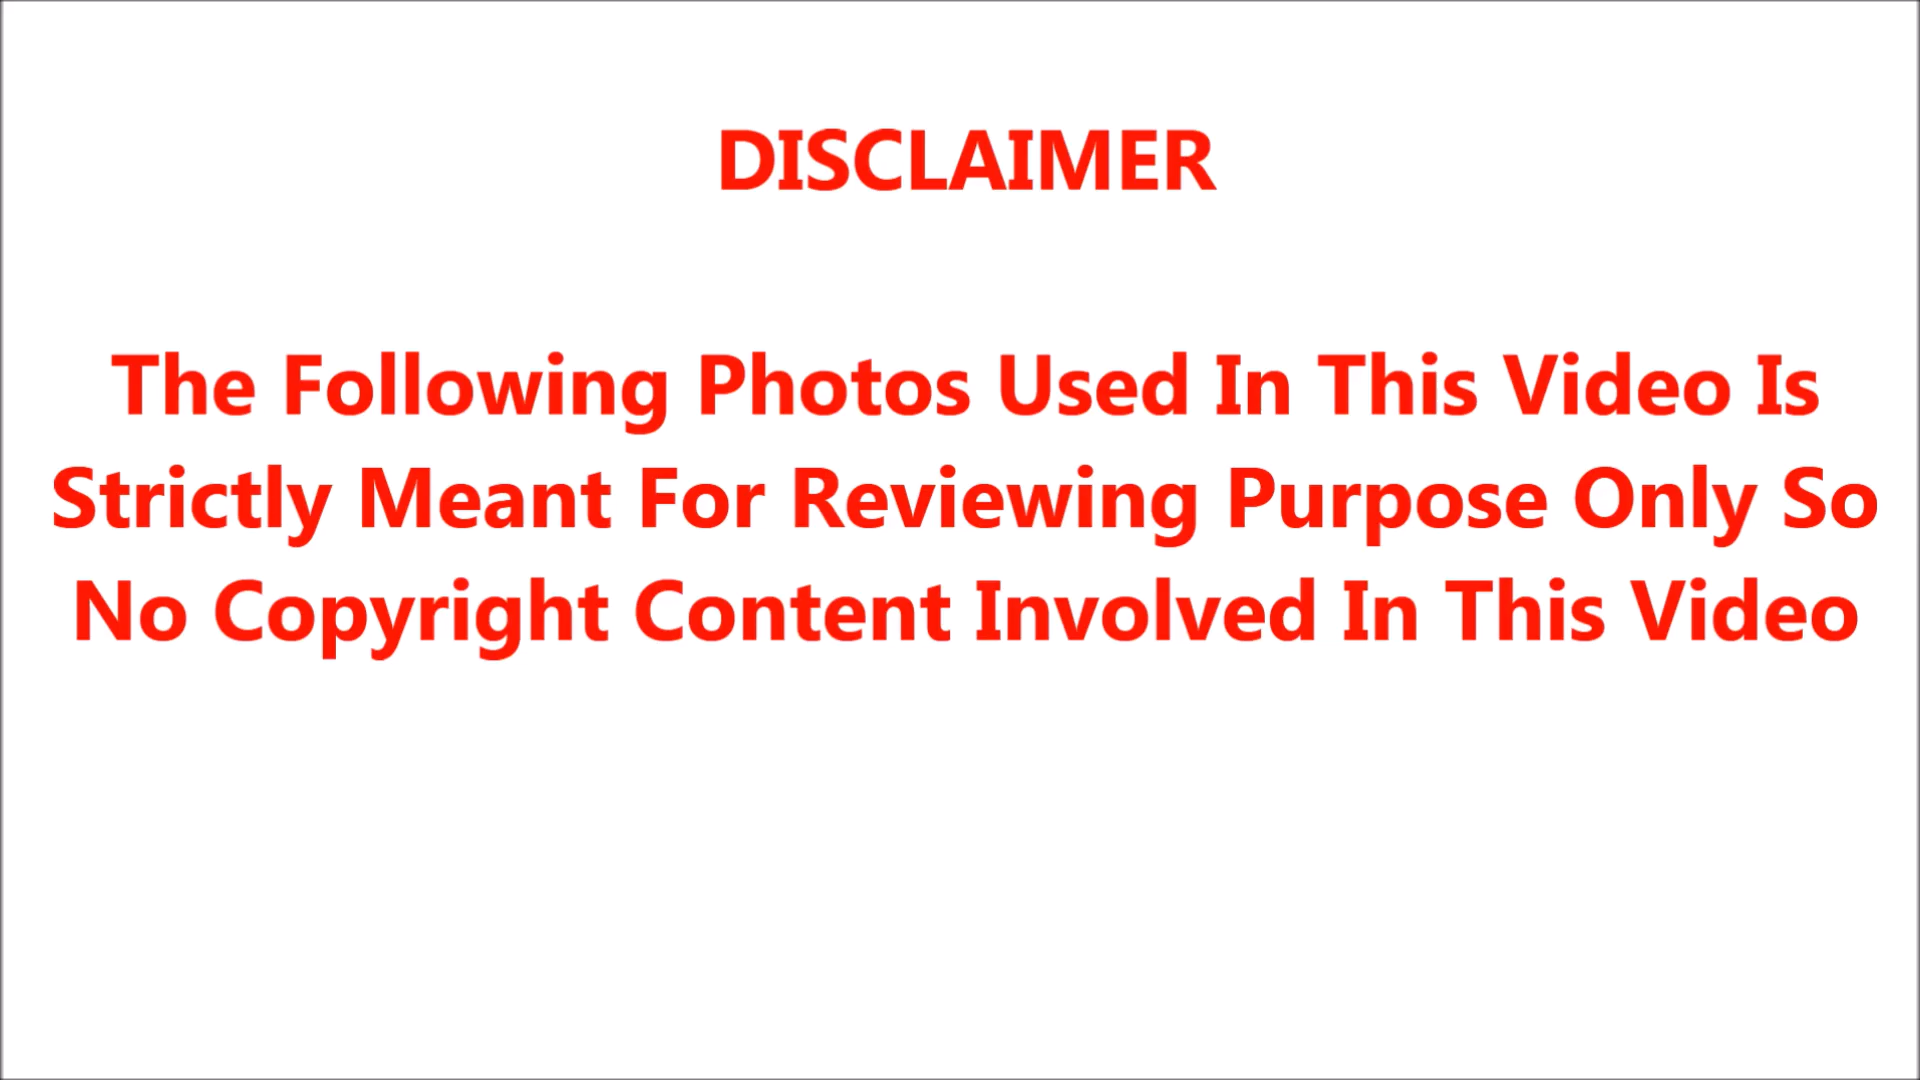 DISCLAIMER
The Following Photos Used In This Video Is
Strictly Meant For Reviewing Purpose Only So
No Copyright Content Involved In This Video